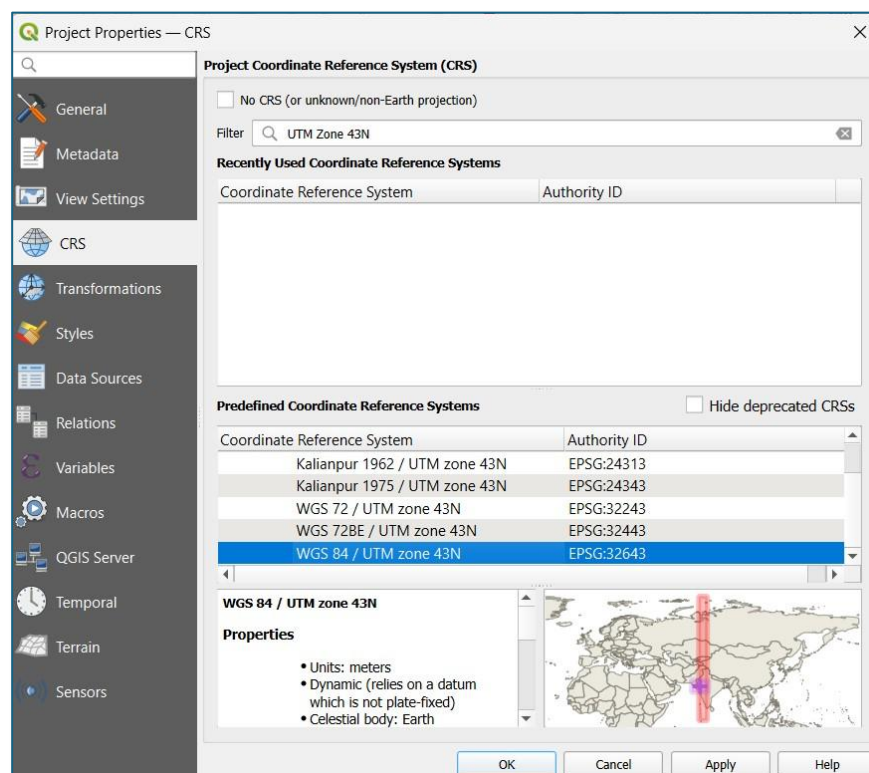 Project Properties — CRS
Project Coordinate Reference System (CRS)
General
Metadata
View Settings
CRS
Transformations
Styles
Data Sources
Relations
Variables
Macros
QGIS Server
Temporal
Terrain
Sensors
No CRS (or unknown/non-Earth projection)
Filter UTM Zone 43N
Recently Used Coordinate Reference Systems
Coordinate Reference System Authority ID
Predefined Coordinate Reference Systems Hide deprecated CRSs
Coordinate Reference System Authority ID
Kalianpur 1962 / UTM zone 43N EPSG:24313
Kalianpur 1975 / UTM zone 43N EPSG:24343
WGS 72 / UTM zone 43N EPSG:32243
WGS 72BE / UTM zone 43N EPSG:32443
WGS 84 / UTM zone 43N EPSG:32643
WGS 84 / UTM zone 43N
Properties
• Units: meters
• Dynamic (relies on a datum
which is not plate-fixed)
• Celestial body: Earth
OK Cancel Apply Help